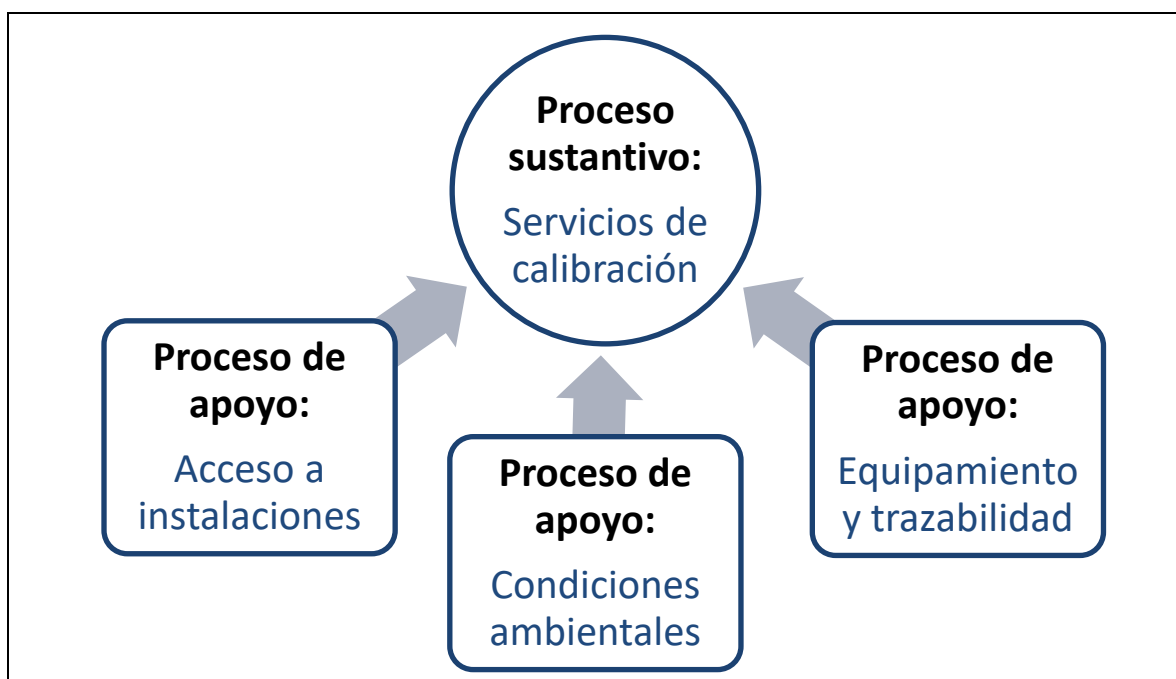 Proceso
sustantivo:
Servicios de
calibración
Proceso de
apoyo:
Acceso a
instalaciones
Proceso de
apoyo:
Condiciones
ambientales
Proceso de
apoyo:
Equipamiento
y trazabilidad